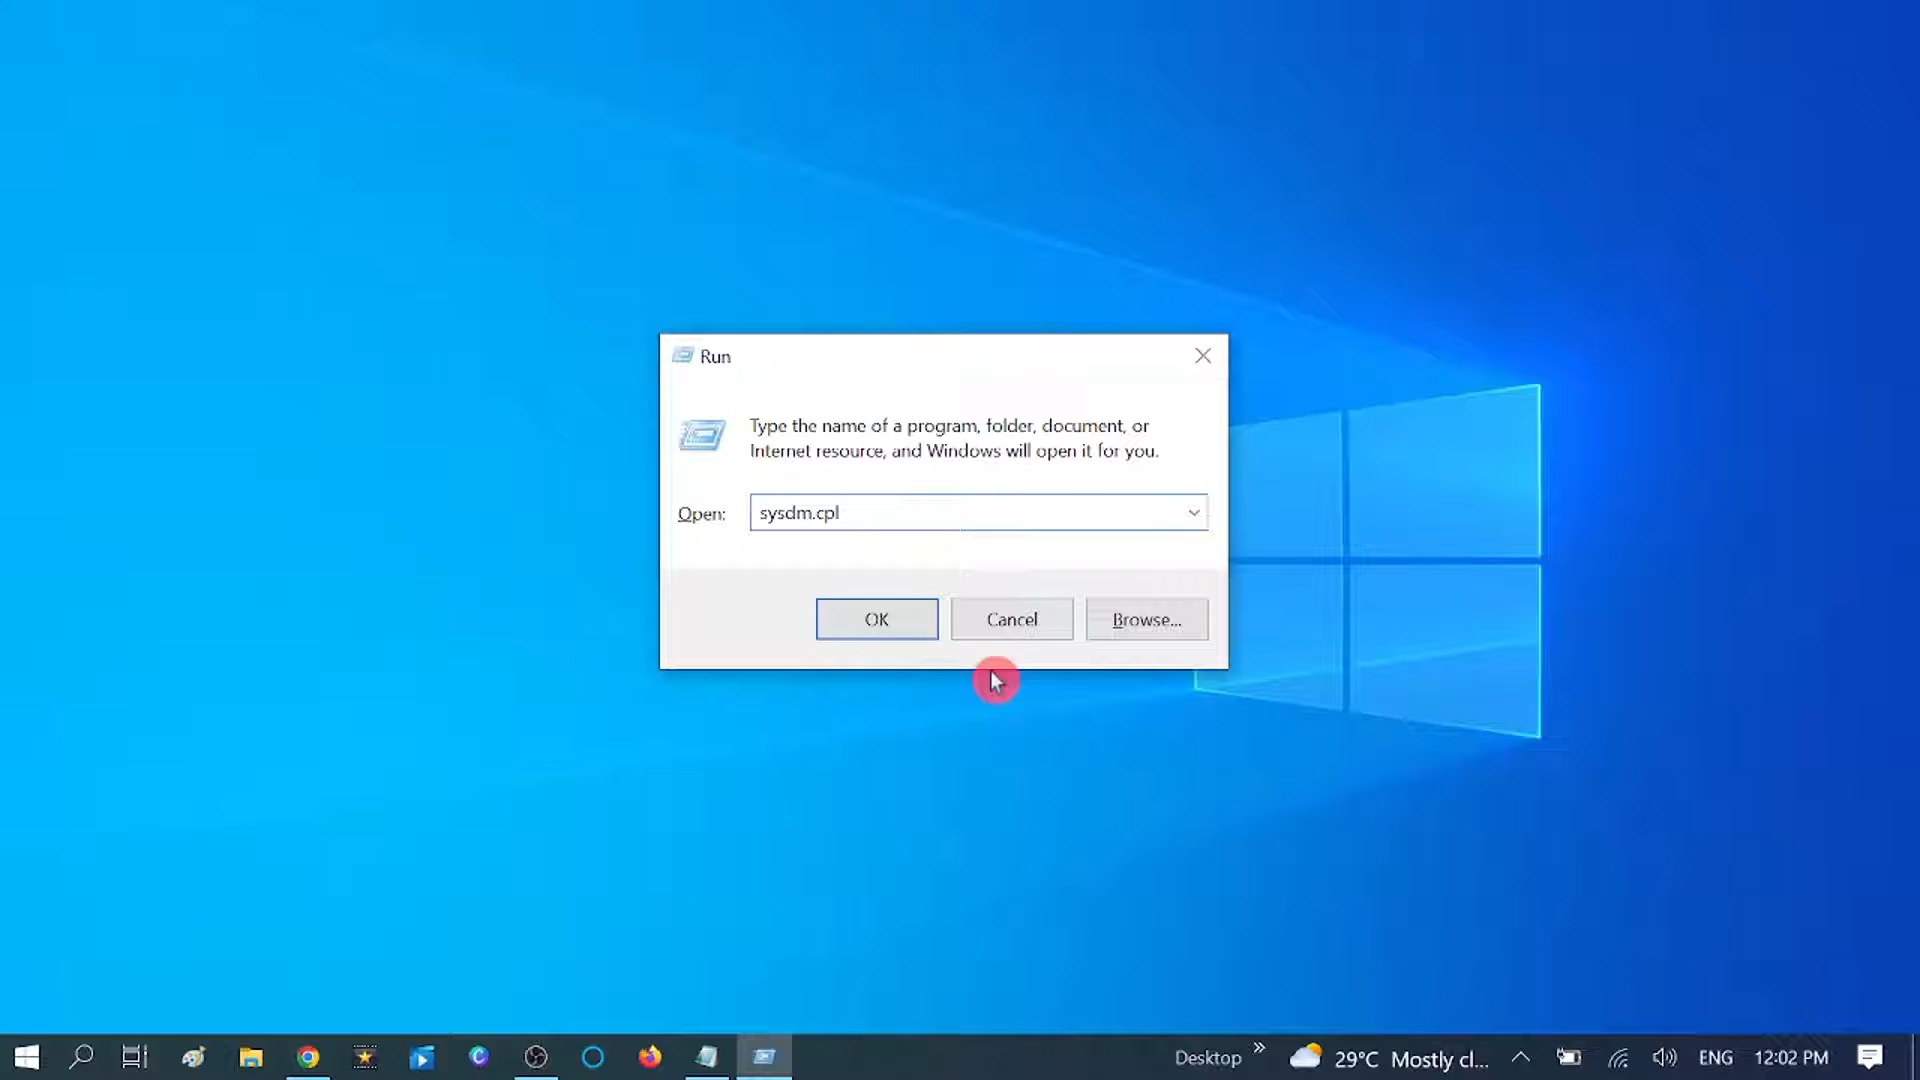 Run
Type the name of a program, folder, document, or
Internet resource, and Windows will open it for you.
Open:
sysdm.cpl
OK
Cancel
Browse...
Desktop
29°C Mostly cl...
ENG
12:02 PM